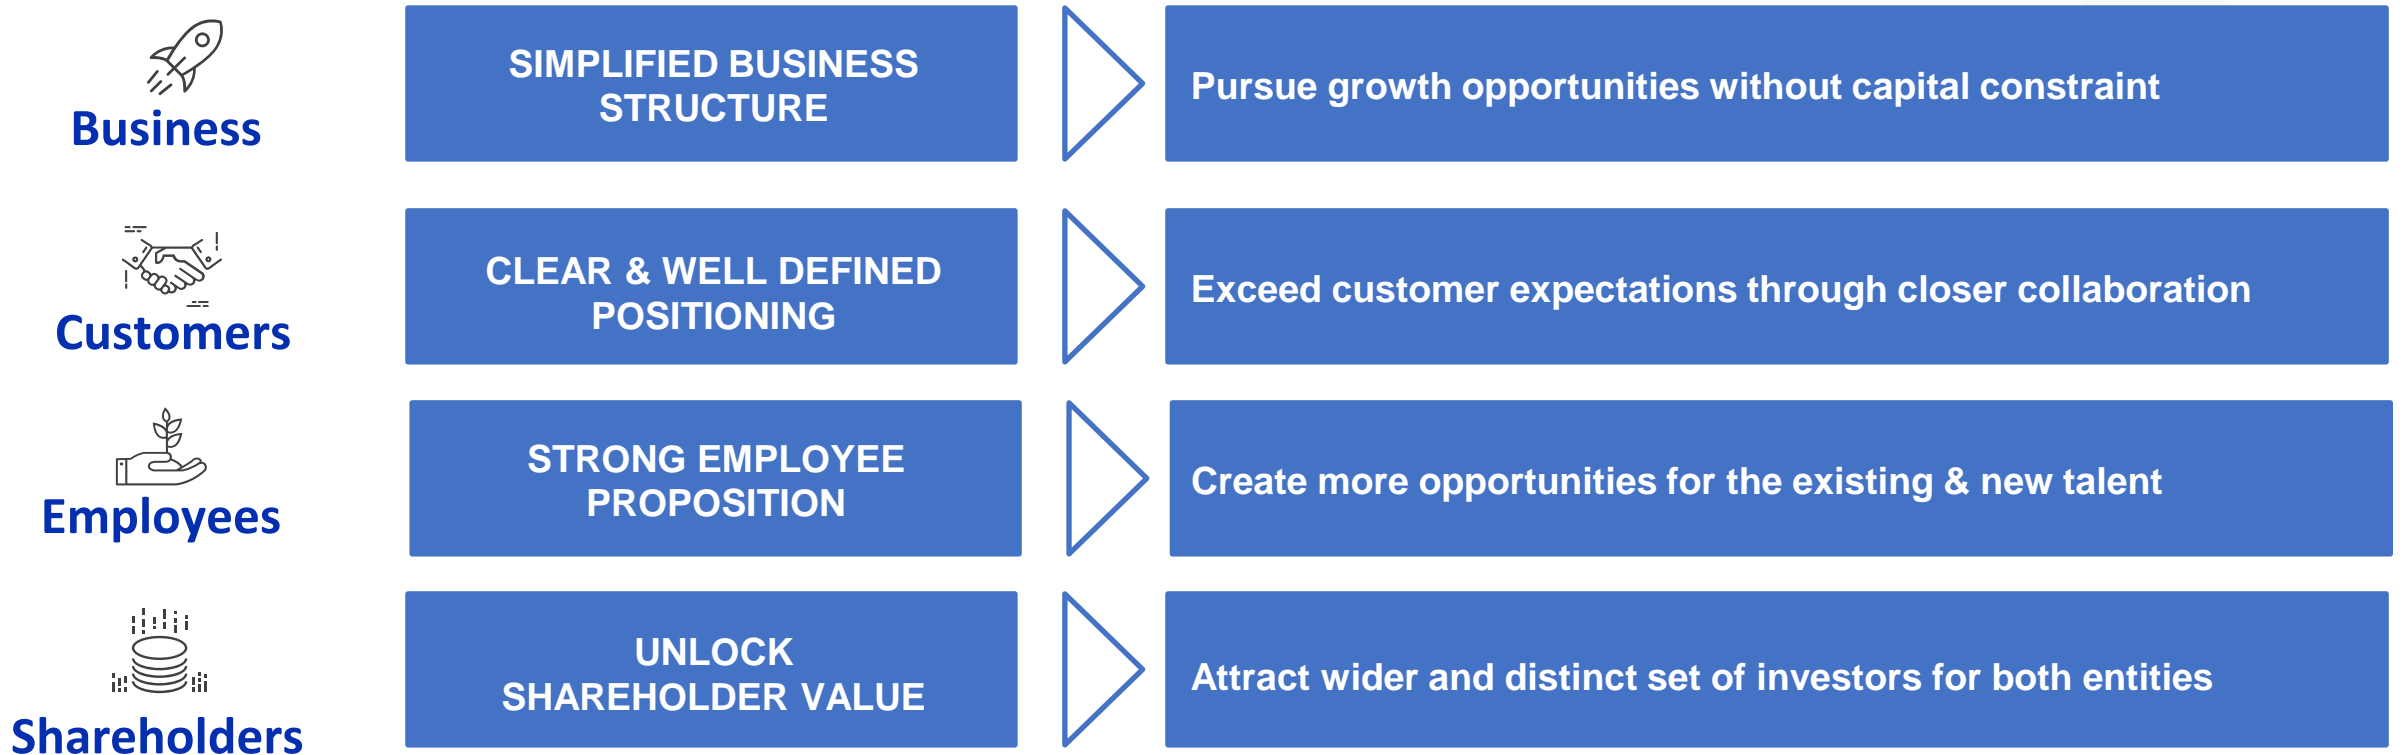 Business
SIMPLIFIED BUSINESS
STRUCTURE
Pursue growth opportunities without capital constraint
Customers
CLEAR & WELL DEFINED
POSITIONING
Exceed customer expectations through closer collaboration
Employees
STRONG EMPLOYEE
PROPOSITION
Create more opportunities for the existing & new talent
Shareholders
UNLOCK
SHAREHOLDER VALUE
Attract wider and distinct set of investors for both entities